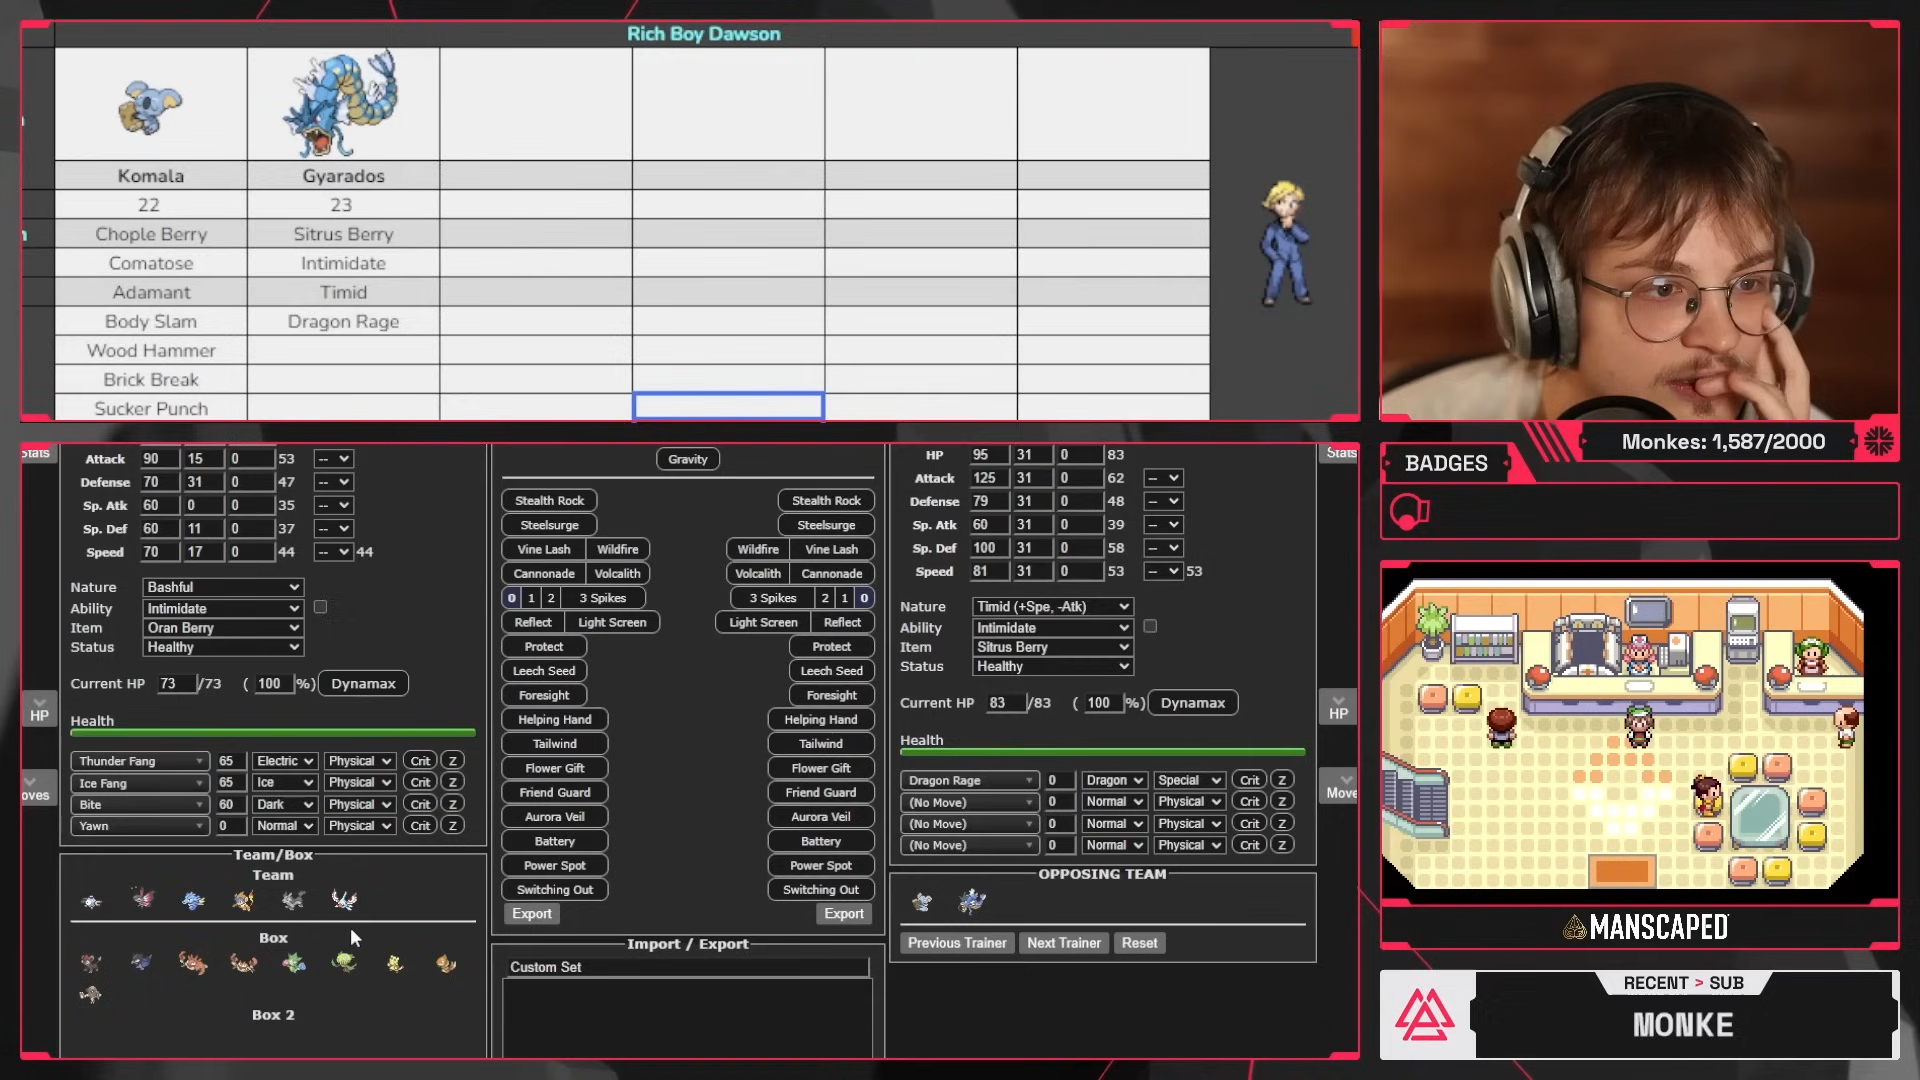 Rich Boy Dawson
Komala Gyarados
22 23
Chople Berry Sitrus Berry
Comatose Intimidate
Adamant Timid
Body Slam Dragon Rage
Wood Hammer
Brick Break
Sucker Punch
Monkes: 1,587/2000
BADGES
Attack 90 15 0 53 --
Defense 70 31 0 47 --
Sp. Atk 60 0 0 35 --
Sp. Def 60 11 0 37 --
Speed 70 17 0 44 -- 44
Nature Bashful
Ability Intimidate
Item Oran Berry
Status Healthy
Current HP 73 /73 ( 100 %) Dynamax
HP
Health
Thunder Fang 65 Electric Physical Crit Z
Ice Fang 65 Ice Physical Crit Z
Bite 60 Dark Physical Crit Z
Yawn 0 Normal Physical Crit Z
Team/Box
Team
Box
Box 2
Gravity
Stealth Rock Stealth Rock
Steelsurge Steelsurge
Vine Lash Wildfire Wildfire Vine Lash
Cannonade Volcalith Volcalith Cannonade
0 1 2 3 Spikes 3 Spikes 2 1 0
Reflect Light Screen Light Screen Reflect
Protect Protect
Leech Seed Leech Seed
Foresight Foresight
Helping Hand Helping Hand
Tailwind Tailwind
Flower Gift Flower Gift
Friend Guard Friend Guard
Aurora Veil Aurora Veil
Battery Battery
Power Spot Power Spot
Switching Out Switching Out
Export Export
Import / Export
Custom Set
HP 95 31 0 83
Attack 125 31 0 62 --
Defense 79 31 0 48 --
Sp. Atk 60 31 0 39 --
Sp. Def 100 31 0 58 --
Speed 81 31 0 53 -- 53
Nature Timid (+Spe, -Atk)
Ability Intimidate
Item Sitrus Berry
Status Healthy
Current HP 83 /83 ( 100 %) Dynamax
HP
Health
Dragon Rage 0 Dragon Special Crit Z
(No Move) 0 Normal Physical Crit Z
(No Move) 0 Normal Physical Crit Z
(No Move) 0 Normal Physical Crit Z
Move
OPPOSING TEAM
Previous Trainer Next Trainer Reset
MANSCAPED
RECENT > SUB
MONKE